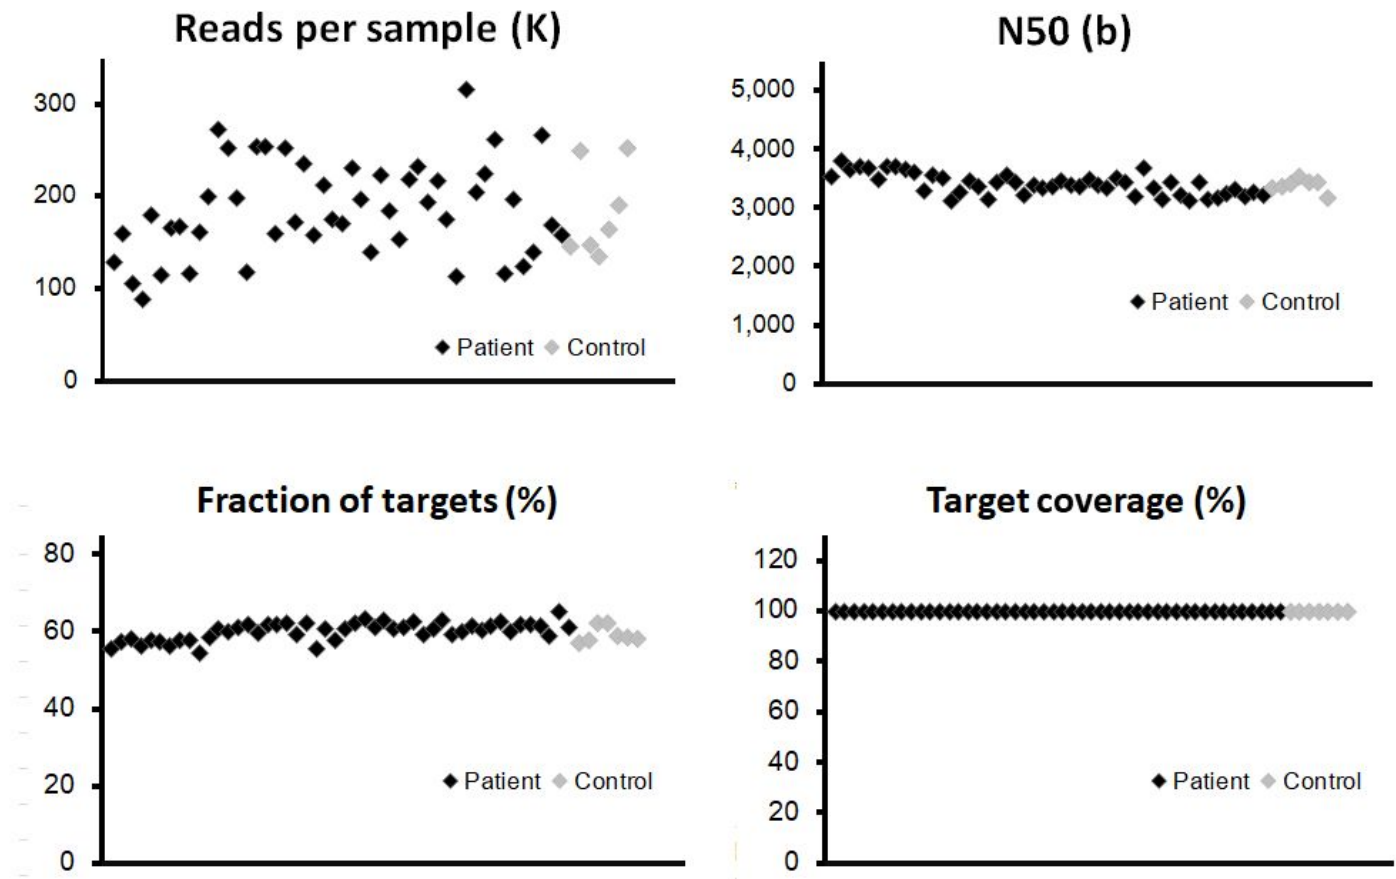 Reads per sample (K)
300
200
100
0
Patient Control
N50 (b)
5,000
4,000
3,000
2,000
1,000
0
Patient Control
Fraction of targets (%)
80
60
40
20
0
Patient Control
Target coverage (%)
120
100
80
60
40
20
0
Patient Control